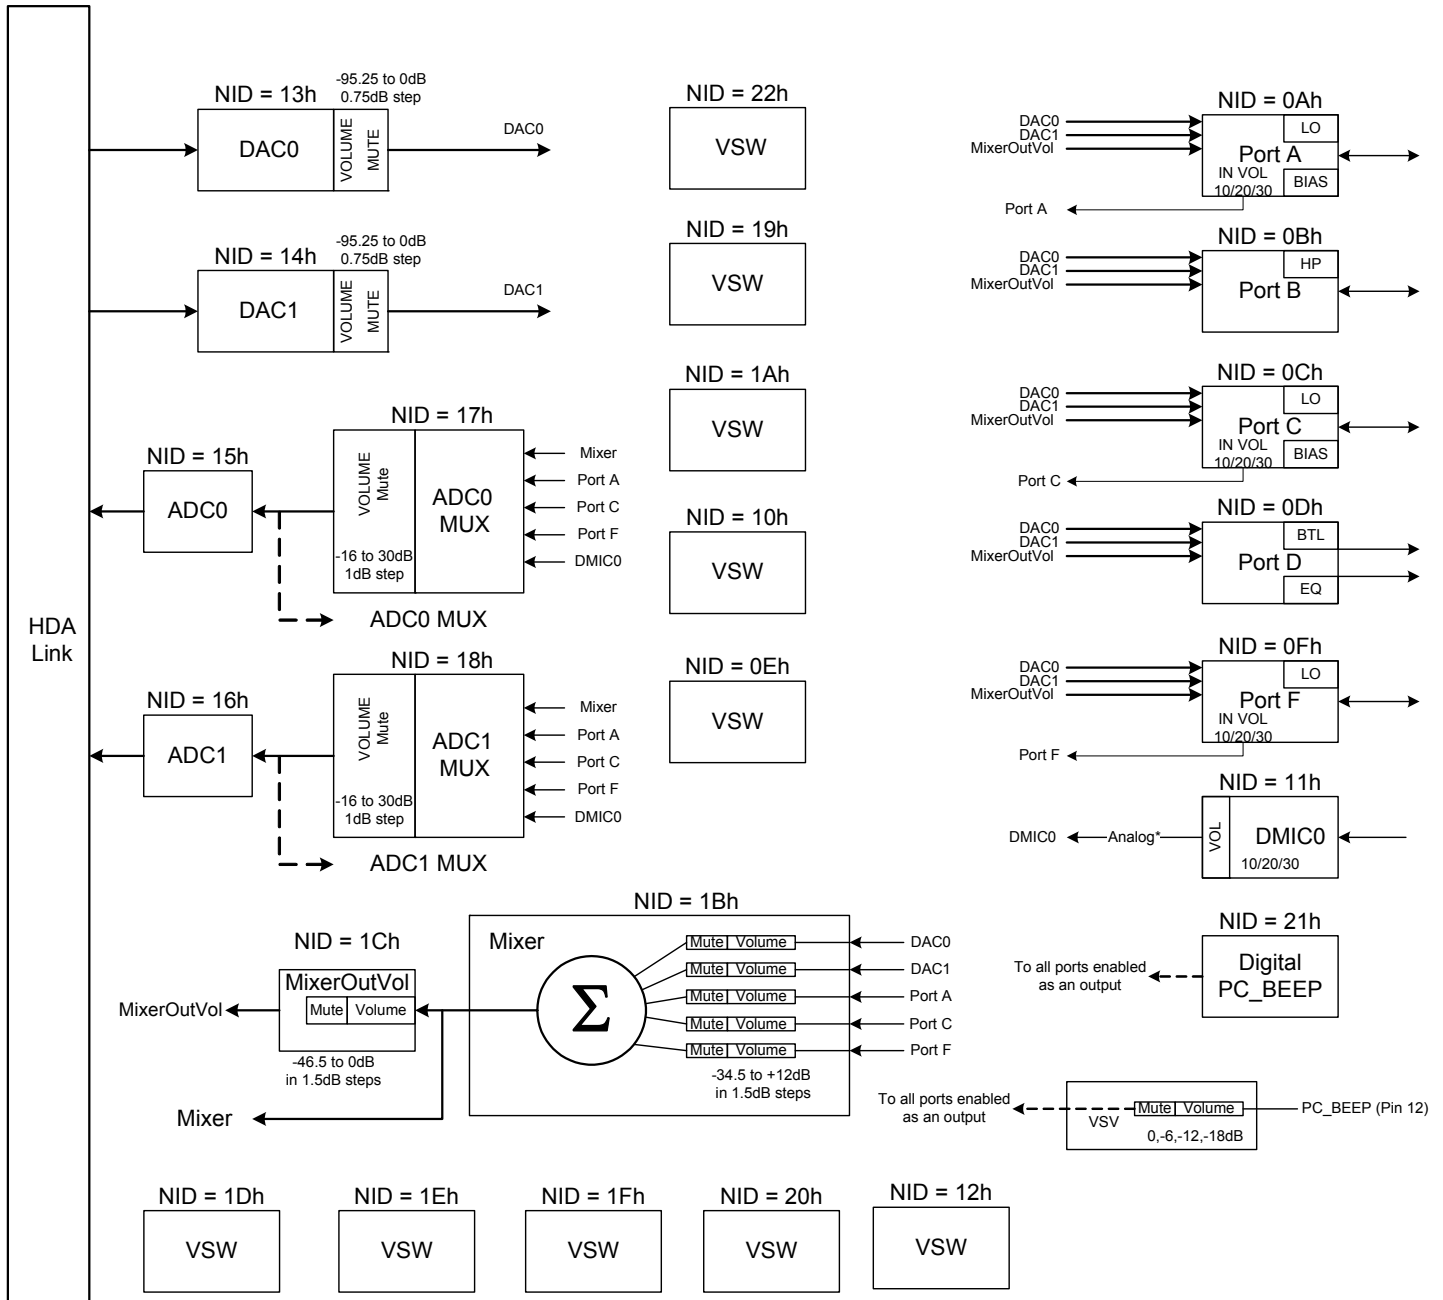 HDA
Link
NID = 13h
-95.25 to 0dB
0.75dB step
DAC0
VOLUME
MUTE
DAC0
NID = 14h
-95.25 to 0dB
0.75dB step
DAC1
VOLUME
MUTE
DAC1
NID = 17h
VOLUME
Mute
-16 to 30dB
1dB step
ADC0
MUX
Mixer
Port A
Port C
Port F
DMIC0
NID = 15h
ADC0
ADC0 MUX
NID = 18h
VOLUME
Mute
-16 to 30dB
1dB step
ADC1
MUX
Mixer
Port A
Port C
Port F
DMIC0
NID = 16h
ADC1
ADC1 MUX
NID = 22h
VSW
NID = 19h
VSW
NID = 1Ah
VSW
NID = 10h
VSW
NID = 0Eh
VSW
NID = 0Ah
DAC0
DAC1
MixerOutVol
LO
Port A
IN VOL
10/20/30
BIAS
Port A
NID = 0Bh
DAC0
DAC1
MixerOutVol
HP
Port B
NID = 0Ch
DAC0
DAC1
MixerOutVol
LO
Port C
IN VOL
10/20/30
BIAS
Port C
NID = 0Dh
DAC0
DAC1
MixerOutVol
BTL
Port D
EQ
NID = 0Fh
DAC0
DAC1
MixerOutVol
LO
Port F
IN VOL
10/20/30
Port F
NID = 11h
DMIC0
Analog*
VOL
DMIC0
10/20/30
NID = 1Bh
Mixer
Σ
Mute Volume
Mute Volume
Mute Volume
Mute Volume
Mute Volume
DAC0
DAC1
Port A
Port C
Port F
-34.5 to +12dB
in 1.5dB steps
NID = 1Ch
MixerOutVol
Mute Volume
MixerOutVol
-46.5 to 0dB
in 1.5dB steps
Mixer
NID = 21h
Digital
PC_BEEP
To all ports enabled
as an output
To all ports enabled
as an output
VSV
Mute Volume
0,-6,-12,-18dB
PC_BEEP (Pin 12)
NID = 1Dh
VSW
NID = 1Eh
VSW
NID = 1Fh
VSW
NID = 20h
VSW
NID = 12h
VSW